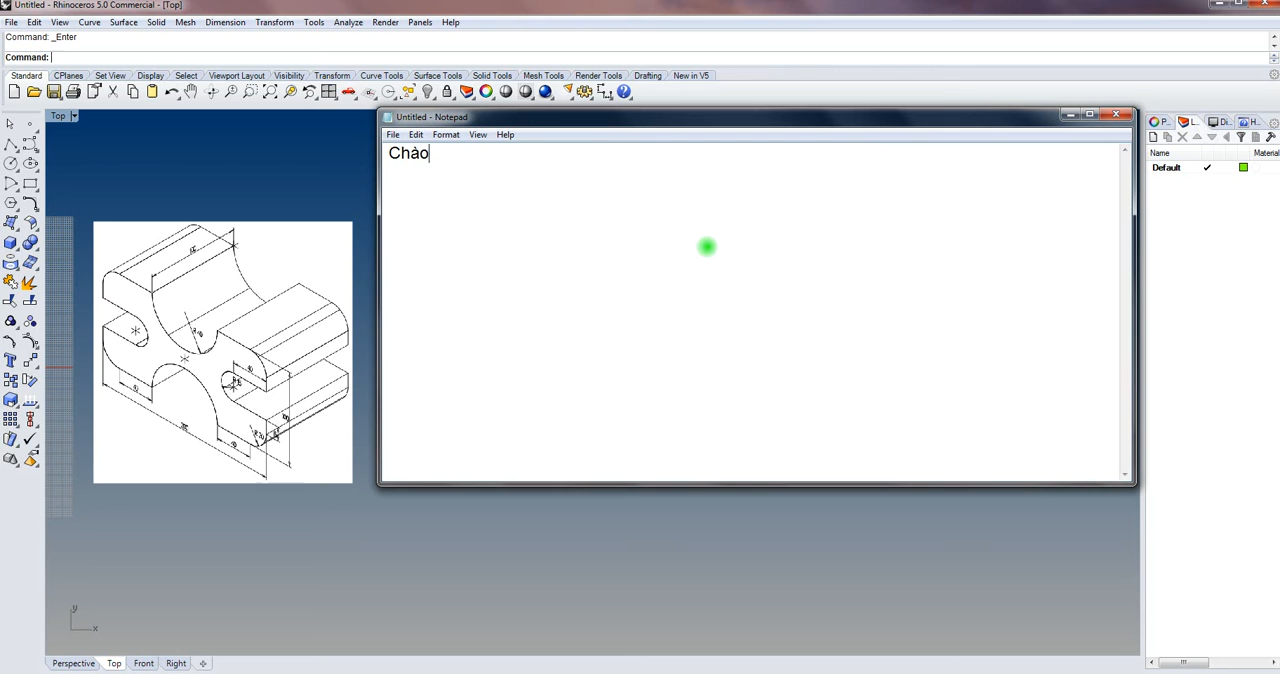 Untitled - Rhinoceros 5.0 Commercial - [Top]
File Edit View Curve Surface Solid Mesh Dimension Transform Tools Analyze Render Panels Help
Command: _Enter
Command:
Standard CPlanes Set View Display Select Viewport Layout Visibility Transform Curve Tools Surface Tools Solid Tools Mesh Tools Render Tools Drafting New in V5
Top
Untitled - Notepad
File Edit Format View Help
Chào
P... L... Di... H...
Name Material
Default
y
x
Perspective Top Front Right